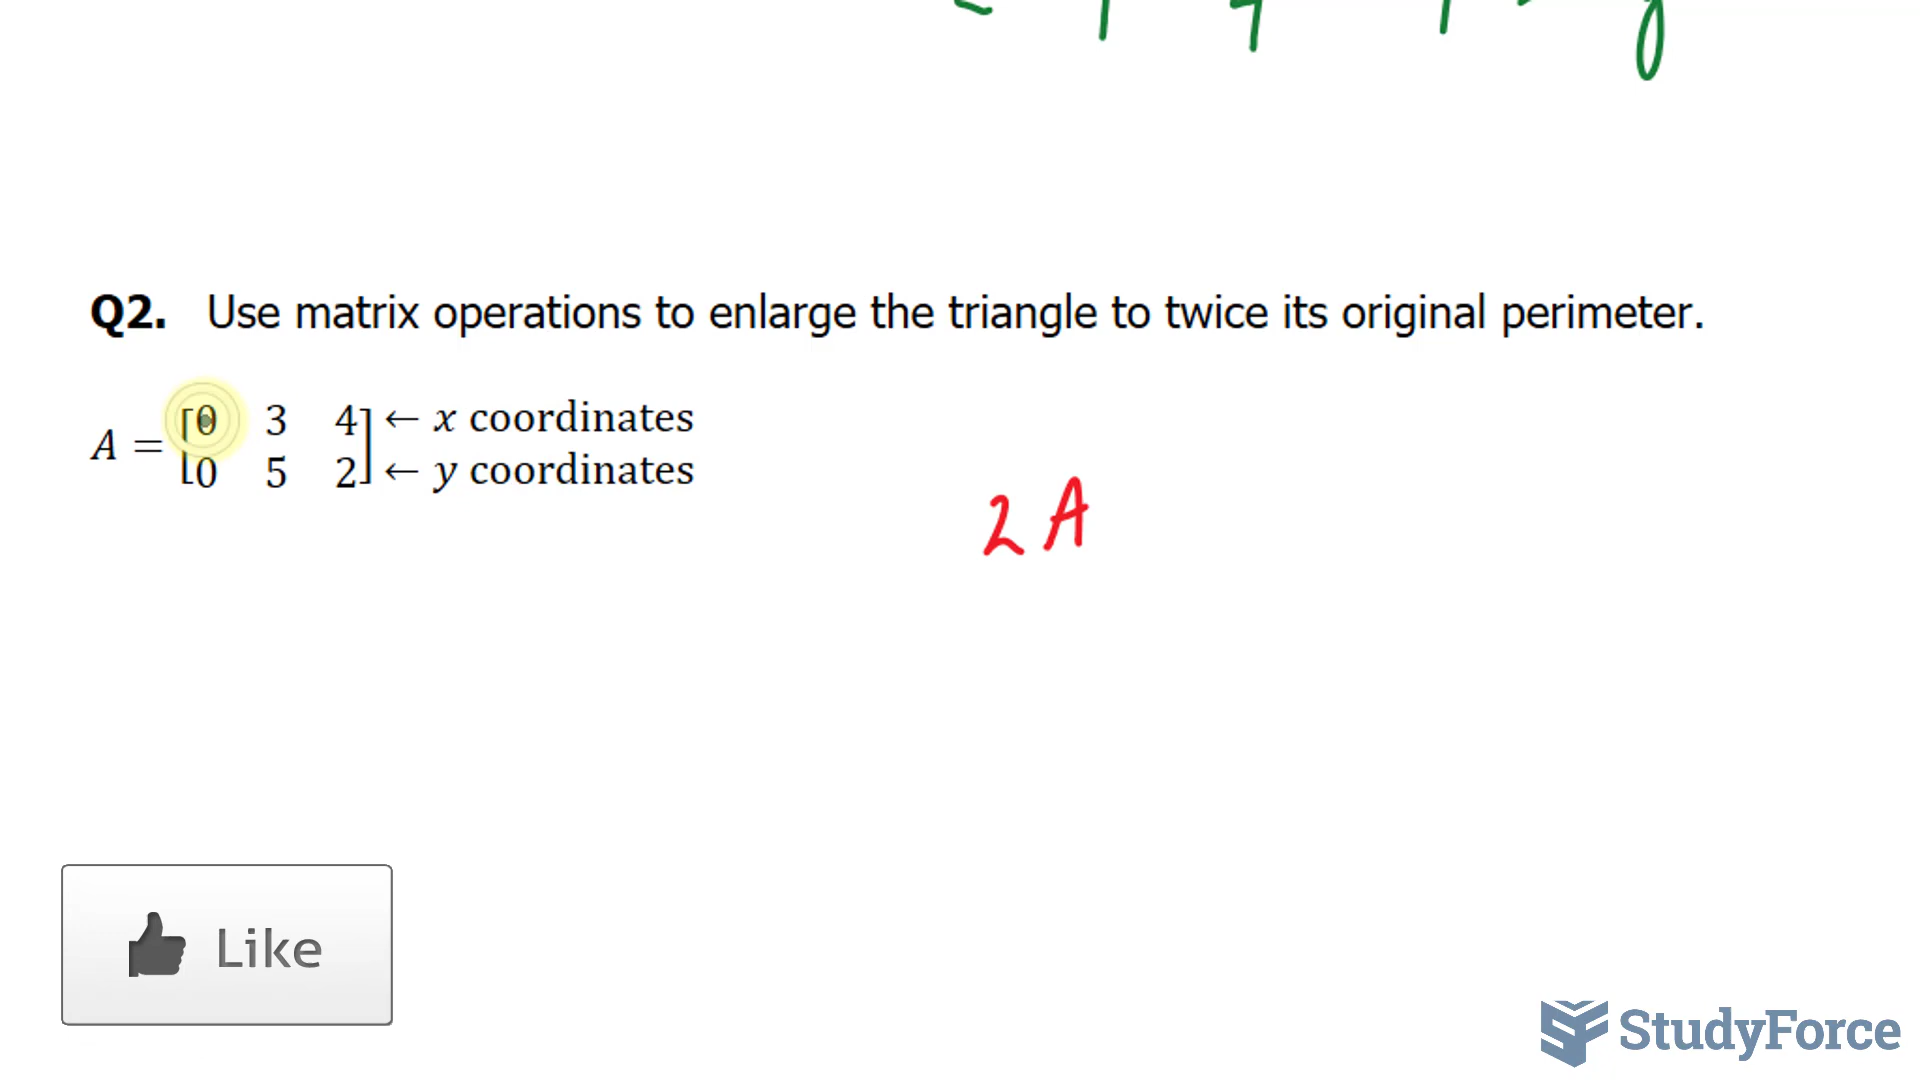 Q2. Use matrix operations to enlarge the triangle to twice its original perimeter.
A = [0 3 4] ← x coordinates
[0 5 2] ← y coordinates
2 A
Like
StudyForce